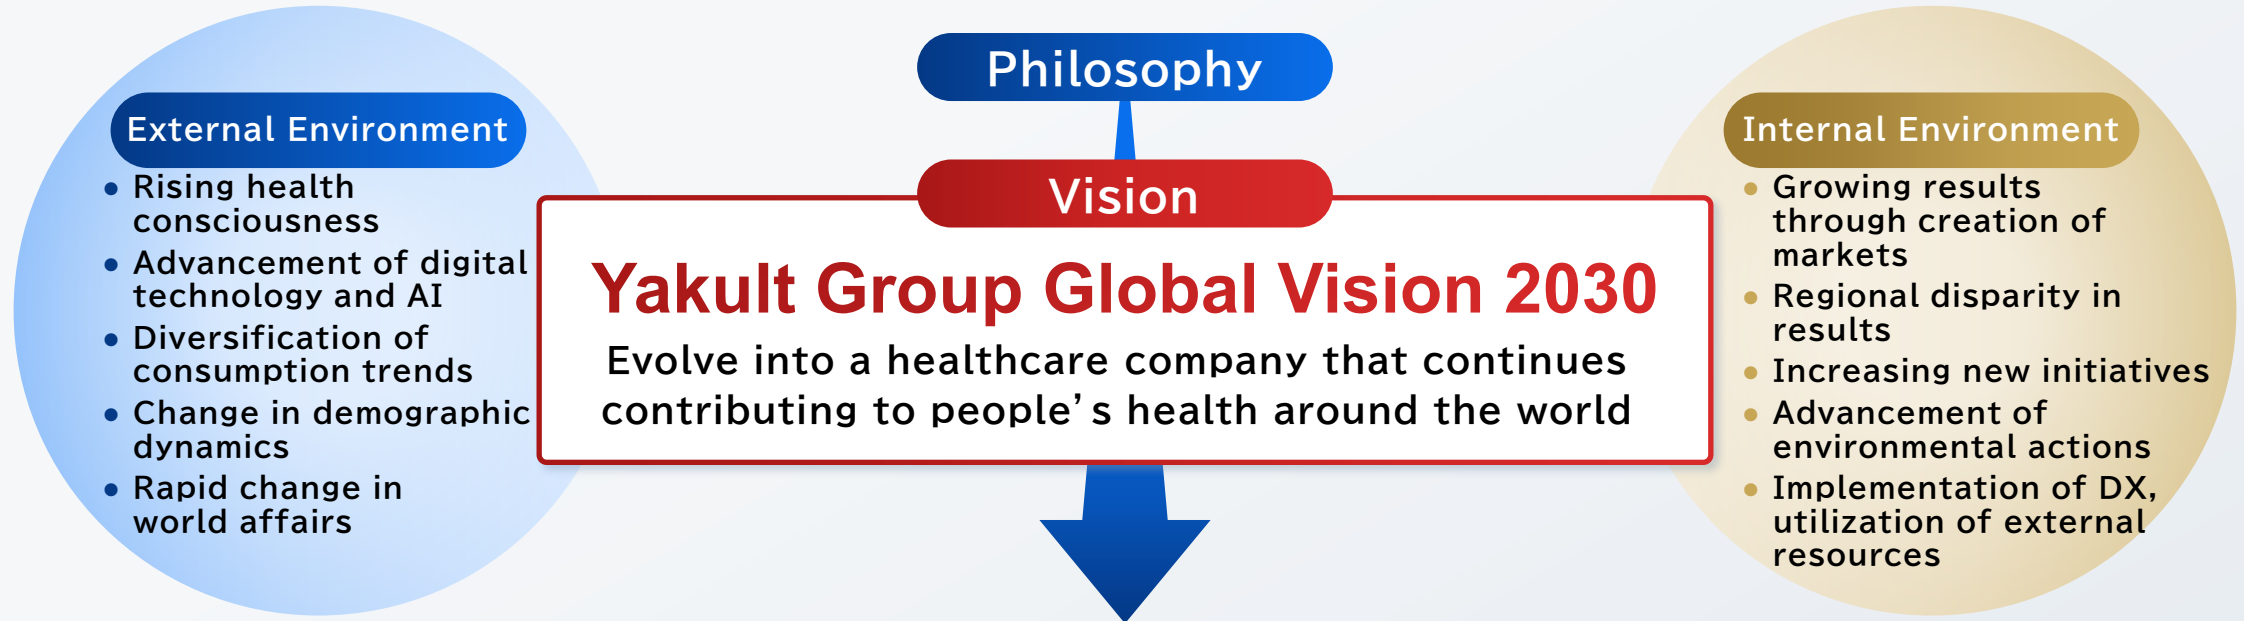 External Environment
• Rising health
consciousness
• Advancement of digital
technology and AI
• Diversification of
consumption trends
• Change in demographic
dynamics
• Rapid change in
world affairs
Philosophy
Vision
Yakult Group Global Vision 2030
Evolve into a healthcare company that continues
contributing to people’s health around the world
Internal Environment
• Growing results
through creation of
markets
• Regional disparity in
results
• Increasing new initiatives
• Advancement of
environmental actions
• Implementation of DX,
utilization of external
resources